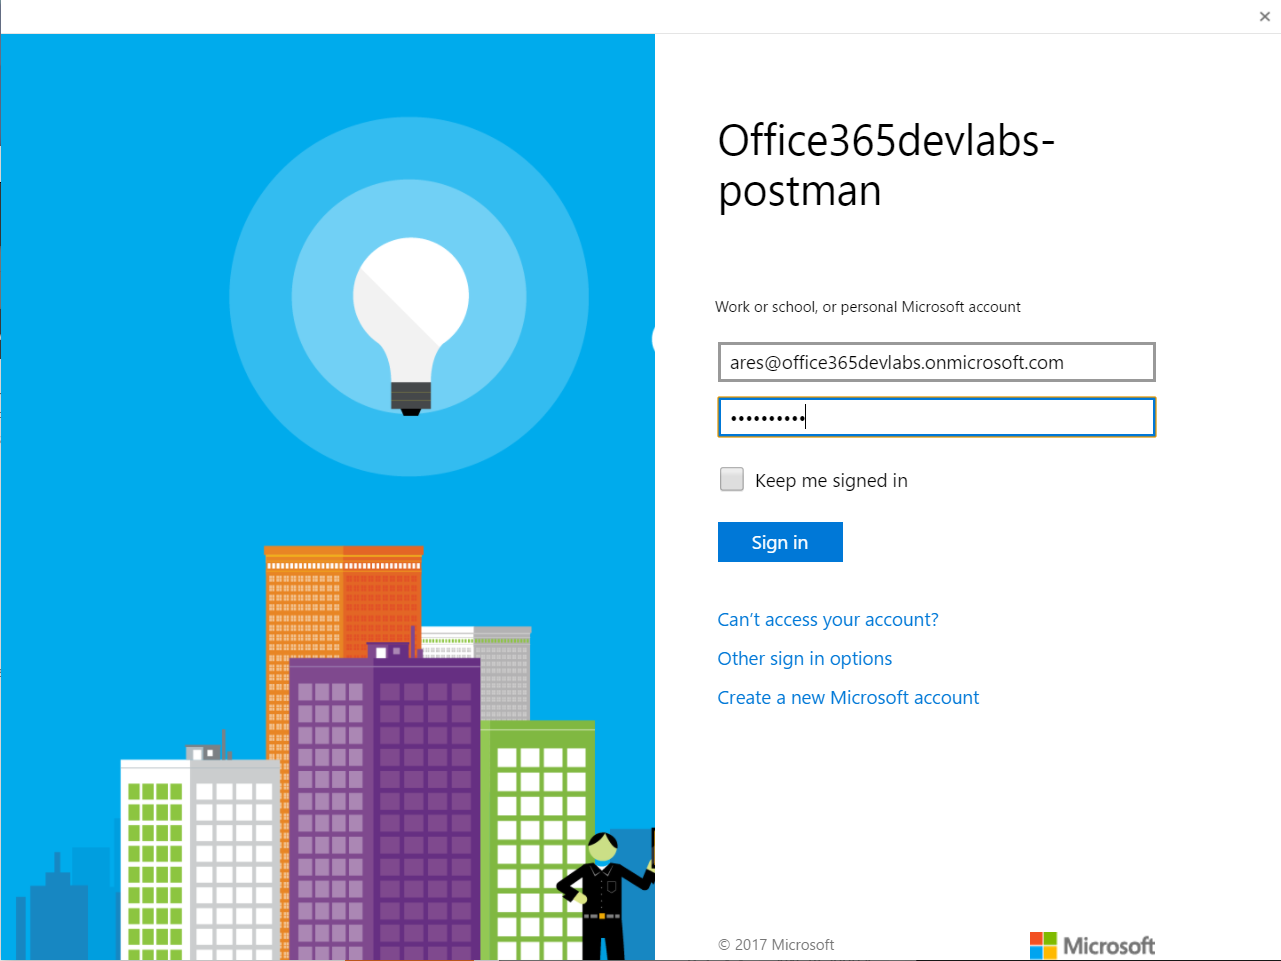 Office365devlabs-
postman
Work or school, or personal Microsoft account
ares@office365devlabs.onmicrosoft.com
••••••••••
Keep me signed in
Sign in
Can't access your account?
Other sign in options
Create a new Microsoft account
© 2017 Microsoft
Microsoft